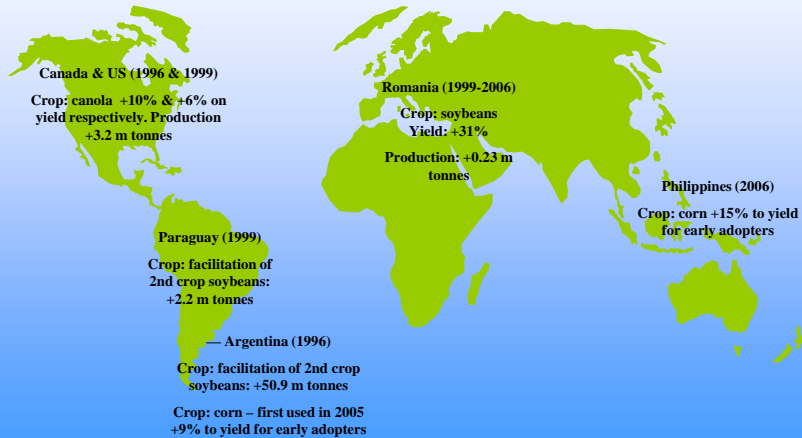 Canada & US (1996 & 1999)
Crop: canola +10% & +6% on
yield respectively. Production
+3.2 m tonnes
Romania (1999-2006)
Crop: soybeans
Yield: +31%
Production: +0.23 m
tonnes
Philippines (2006)
Crop: corn +15% to yield
for early adopters
Paraguay (1999)
Crop: facilitation of
2nd crop soybeans:
+2.2 m tonnes
— Argentina (1996)
Crop: facilitation of 2nd crop
soybeans: +50.9 m tonnes
Crop: corn – first used in 2005
+9% to yield for early adopters